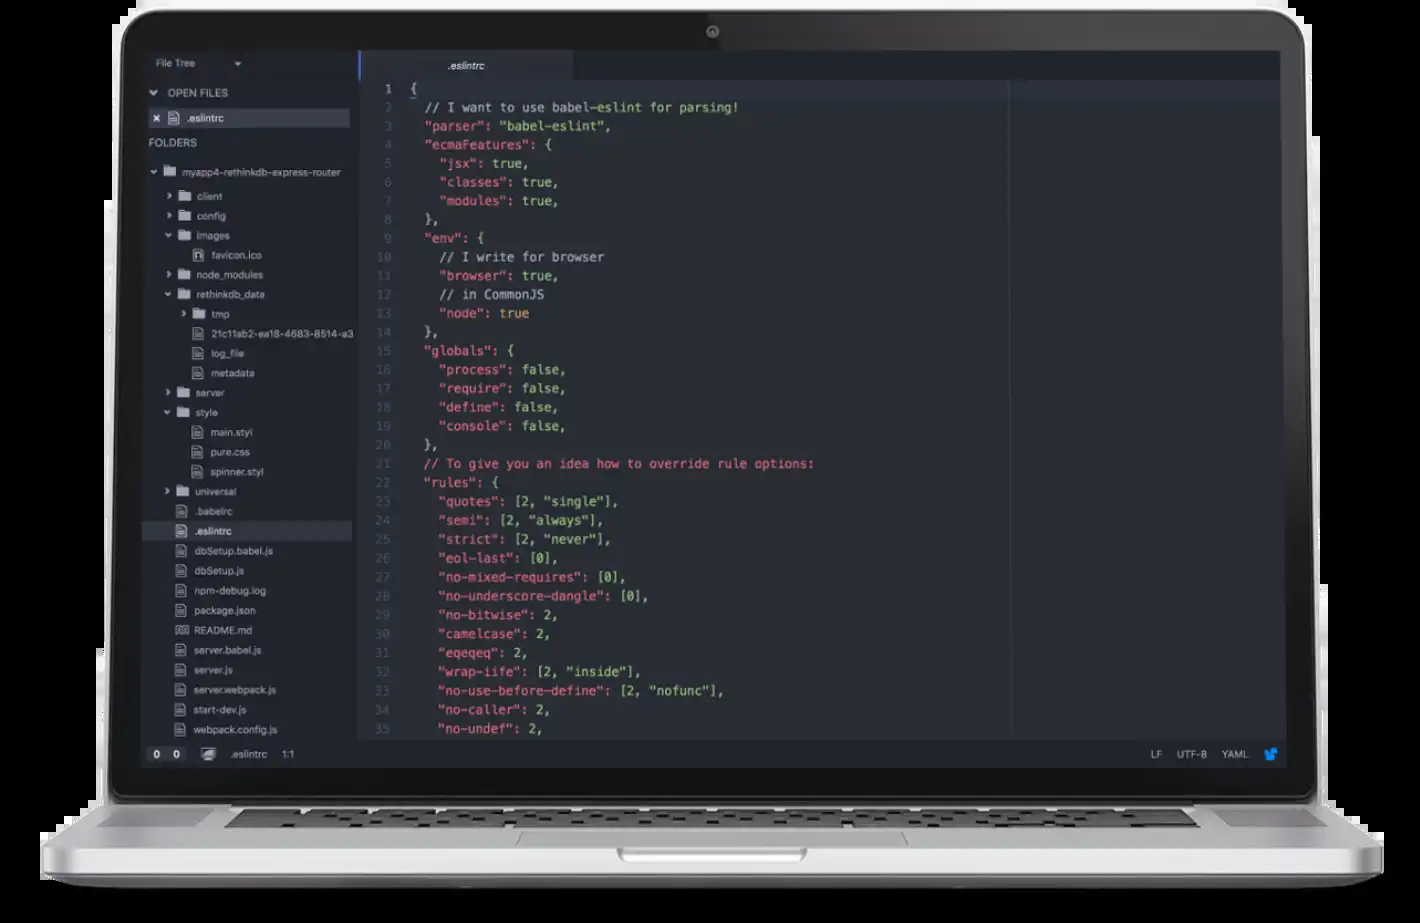 File Tree
OPEN FILES
.eslintrc
FOLDERS
myapp4-rethinkdb-express-router
client
config
images
favicon.ico
node_modules
rethinkdb_data
tmp
21c11ab2-ea18-4683-8514-a3
log_file
metadata
server
style
main.styl
pure.css
spinner.styl
universal
.babelrc
.eslintrc
dbSetup.babel.js
dbSetup.js
npm-debug.log
package.json
README.md
server.babel.js
server.js
server.webpack.js
start-dev.js
webpack.config.js
.eslintrc
1 {
2 // I want to use babel-eslint for parsing!
3 "parser": "babel-eslint",
4 "ecmaFeatures": {
5 "jsx": true,
6 "classes": true,
7 "modules": true,
8 },
9 "env": {
10 // I write for browser
11 "browser": true,
12 // in CommonJS
13 "node": true
14 },
15 "globals": {
16 "process": false,
17 "require": false,
18 "define": false,
19 "console": false,
20 },
21 // To give you an idea how to override rule options:
22 "rules": {
23 "quotes": [2, "single"],
24 "semi": [2, "always"],
25 "strict": [2, "never"],
26 "eol-last": [0],
27 "no-mixed-requires": [0],
28 "no-underscore-dangle": [0],
29 "no-bitwise": 2,
30 "camelcase": 2,
31 "eqeqeq": 2,
32 "wrap-iife": [2, "inside"],
33 "no-use-before-define": [2, "nofunc"],
34 "no-caller": 2,
35 "no-undef": 2,
0 0 .eslintrc 1:1 LF UTF-8 YAML